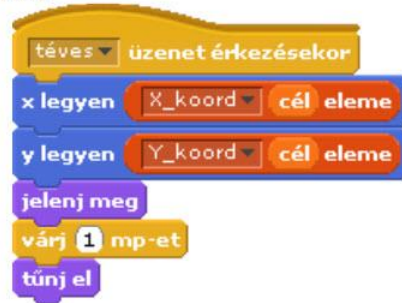 téves üzenet érkezésekor
x legyen X_koord cél eleme
y legyen Y_koord cél eleme
jelenj meg
várj 1 mp-et
tűnj el